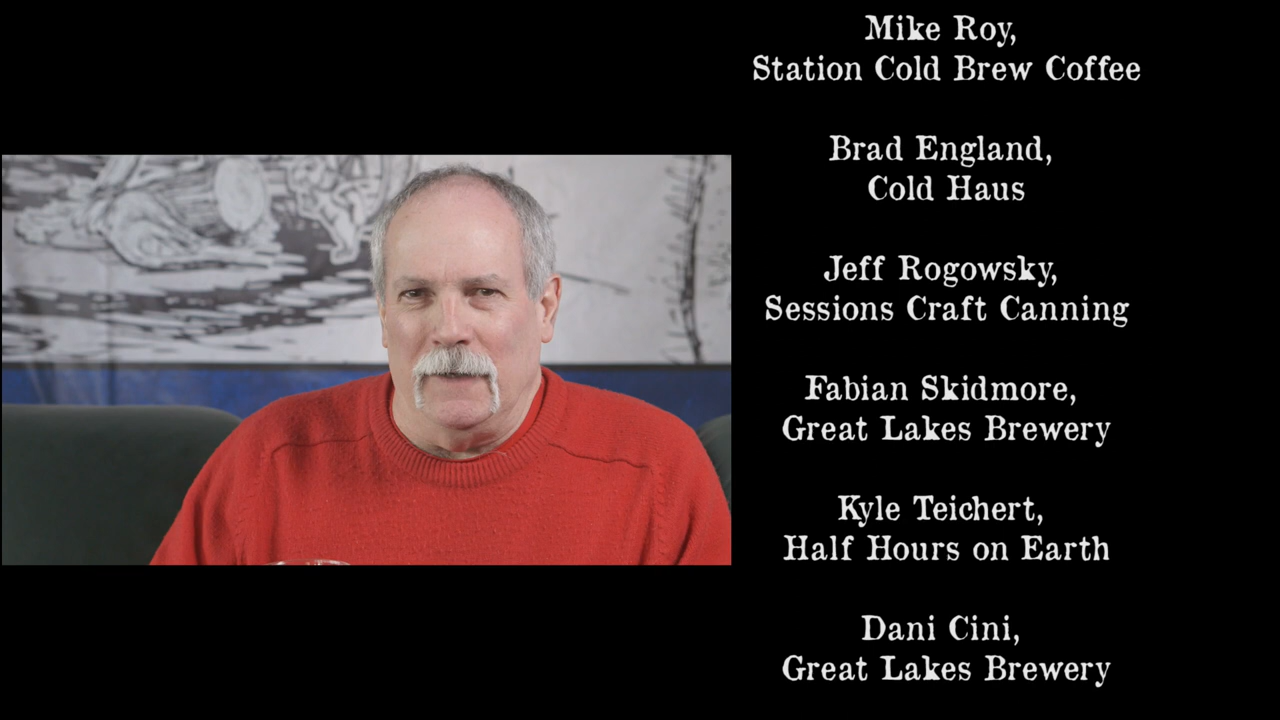 Mike Roy,
Station Cold Brew Coffee
Brad England,
Cold Haus
Jeff Rogowsky,
Sessions Craft Canning
Fabian Skidmore,
Great Lakes Brewery
Kyle Teichert,
Half Hours on Earth
Dani Cini,
Great Lakes Brewery